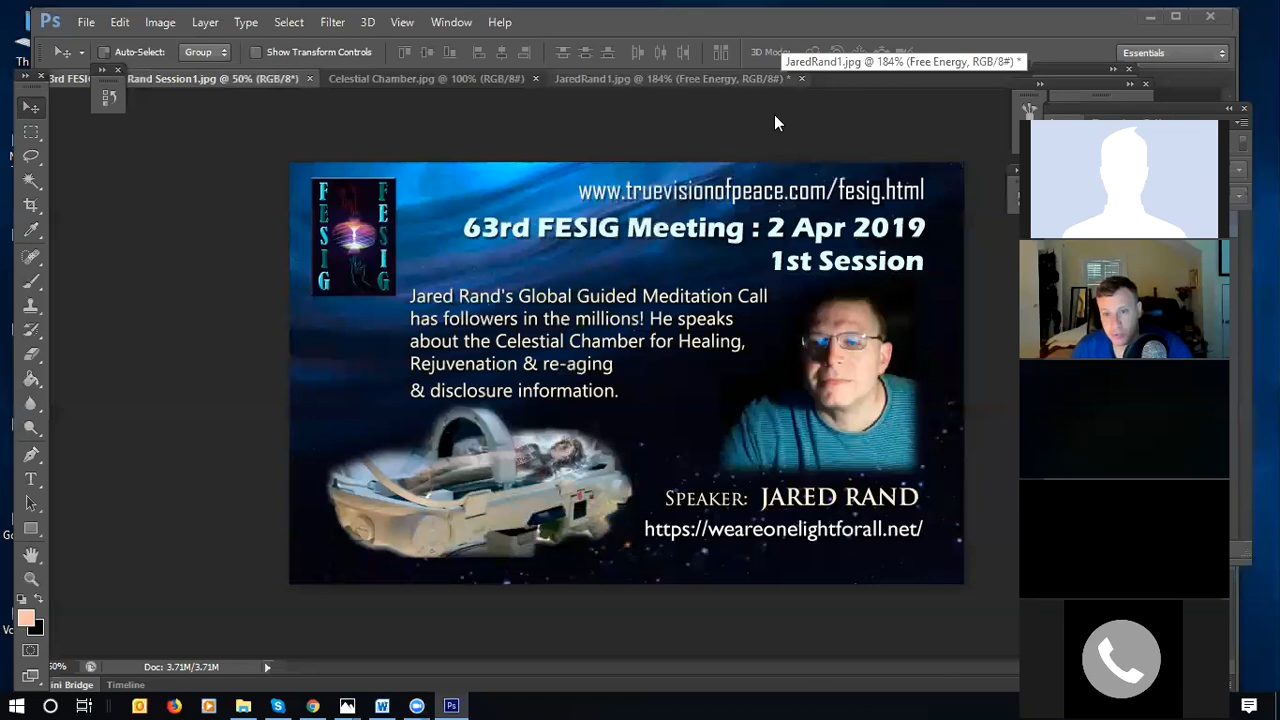 Ps File Edit Image Layer Type Select Filter 3D View Window Help
Auto-Select: Group Show Transform Controls 3D Mode: Essentials
JaredRand1.jpg @ 184% (Free Energy, RGB/8#) *
3rd Rand Session1.jpg @ 50% (RGB/8*) × Celestial Chamber.jpg @ 100% (RGB/8#) × JaredRand1.jpg @ 184% (Free Energy, RGB/8#) * ×
FESIG
FESIG
www.truevisionofpeace.com/fesig.html
63rd FESIG Meeting : 2 Apr 2019
1st Session
Jared Rand's Global Guided Meditation Call
has followers in the millions! He speaks
about the Celestial Chamber for Healing,
Rejuvenation & re-aging
& disclosure information.
SPEAKER: JARED RAND
https://weareonelightforall.net/
Doc: 3.71M/3.71M
Mini Bridge Timeline